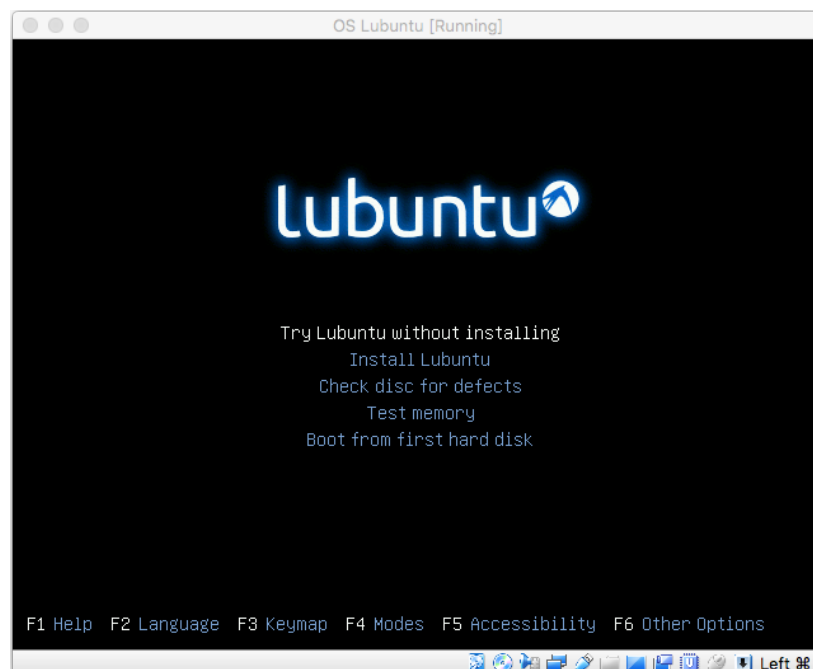 OS Lubuntu [Running]
lubuntu
Try Lubuntu without installing
Install Lubuntu
Check disc for defects
Test memory
Boot from first hard disk
F1 Help F2 Language F3 Keymap F4 Modes F5 Accessibility F6 Other Options
Left ⌘